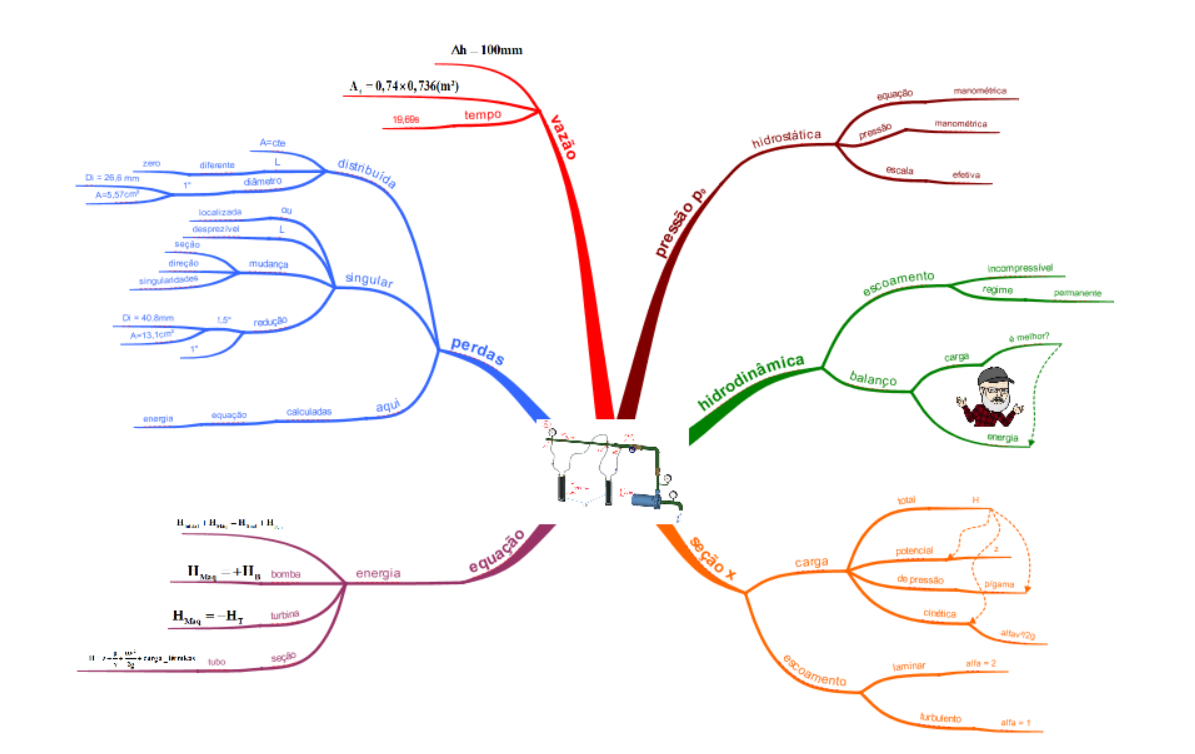 Δh = 100mm
A_t = 0,74×0,736(m²)
19,69s
tempo
vazão
pressão p₀
hidrostática
equação
manométrica
pressão
manométrica
escala
efetiva
hidrodinâmica
escoamento
incompressível
regime
permanente
balanço
carga
é melhor?
energia
seção x
carga
total
H
potencial
z
de pressão
p/gama
cinética
alfav²/2g
escoamento
laminar
alfa = 2
turbulento
alfa = 1
perdas
distribuída
A=cte
zero
diferente
L
Di = 26,6 mm
A=5,57cm²
1"
diâmetro
singular
localizada
ou
desprezível
L
seção
direção
singularidades
mudança
Di = 40,8mm
A=13,1cm²
1,5"
1"
redução
energia
equação
calculadas
aqui
equação
energia
H_Maq = +H_B
bomba
H_Maq = −H_T
turbina
tubo
seção